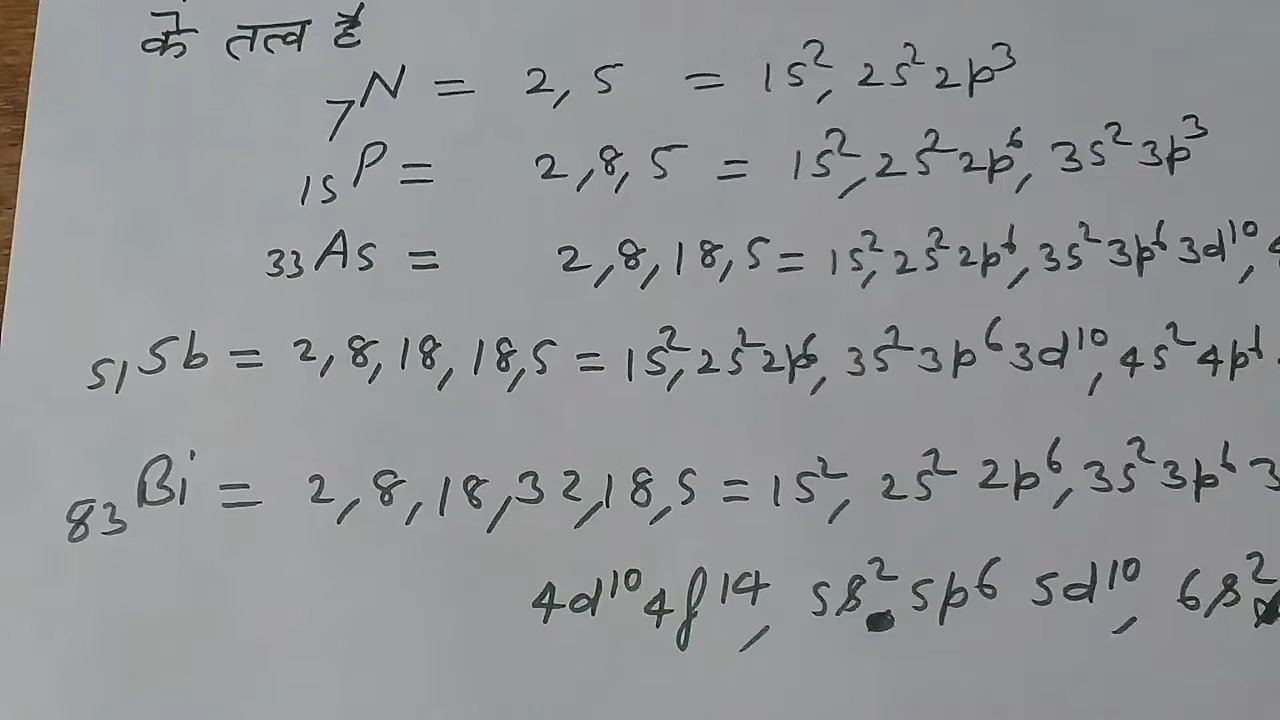 के तत्व है
₇N = 2,5 = 1s², 2s² 2p³
₁₅P = 2,8,5 = 1s², 2s² 2p⁶, 3s² 3p³
₃₃As = 2,8,18,5 = 1s², 2s² 2p⁶, 3s² 3p⁶ 3d¹⁰,
₅₁Sb = 2,8,18,18,5 = 1s², 2s² 2p⁶, 3s² 3p⁶ 3d¹⁰, 4s² 4p⁶
₈₃Bi = 2,8,18,32,18,5 = 1s², 2s² 2p⁶, 3s² 3p⁶ 3
4d¹⁰ 4f14, 5s² 5p⁶ 5d¹⁰, 6s²